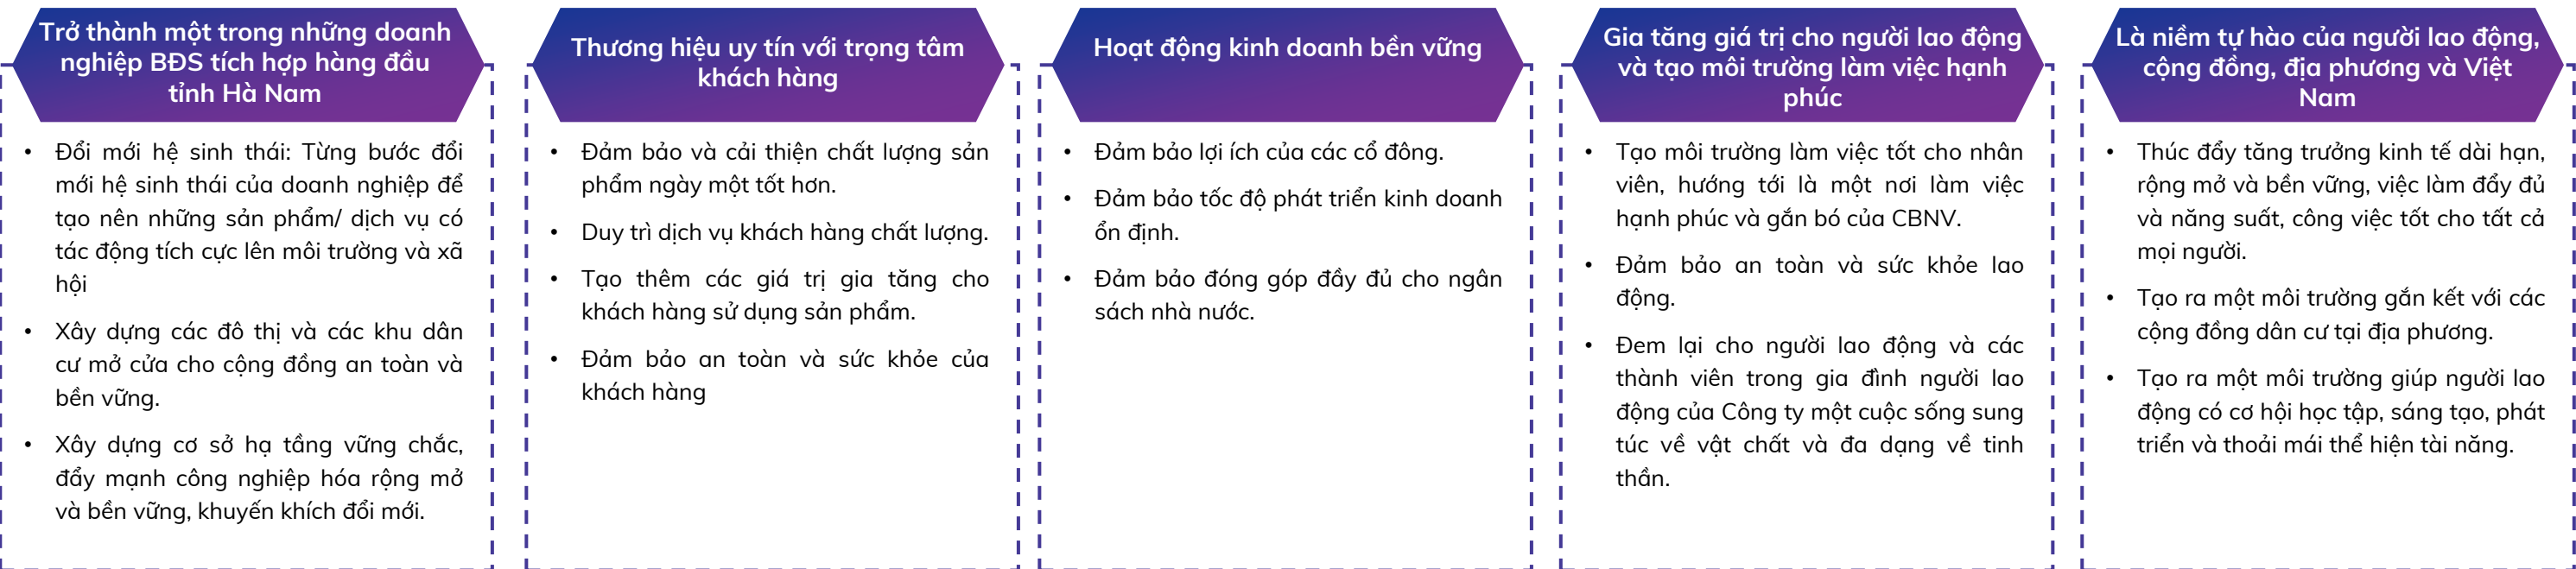 Trở thành một trong những doanh
nghiệp BĐS tích hợp hàng đầu
tỉnh Hà Nam
• Đổi mới hệ sinh thái: Từng bước đổi
mới hệ sinh thái của doanh nghiệp để
tạo nên những sản phẩm/ dịch vụ có
tác động tích cực lên môi trường và xã
hội
• Xây dựng các đô thị và các khu dân
cư mở cửa cho cộng đồng an toàn và
bền vững.
• Xây dựng cơ sở hạ tầng vững chắc,
đẩy mạnh công nghiệp hóa rộng mở
và bền vững, khuyến khích đổi mới.
Thương hiệu uy tín với trọng tâm
khách hàng
• Đảm bảo và cải thiện chất lượng sản
phẩm ngày một tốt hơn.
• Duy trì dịch vụ khách hàng chất lượng.
• Tạo thêm các giá trị gia tăng cho
khách hàng sử dụng sản phẩm.
• Đảm bảo an toàn và sức khỏe của
khách hàng
Hoạt động kinh doanh bền vững
• Đảm bảo lợi ích của các cổ đông.
• Đảm bảo tốc độ phát triển kinh doanh
ổn định.
• Đảm bảo đóng góp đầy đủ cho ngân
sách nhà nước.
Gia tăng giá trị cho người lao động
và tạo môi trường làm việc hạnh
phúc
• Tạo môi trường làm việc tốt cho nhân
viên, hướng tới là một nơi làm việc
hạnh phúc và gắn bó của CBNV.
• Đảm bảo an toàn và sức khỏe lao
động.
• Đem lại cho người lao động và các
thành viên trong gia đình người lao
động của Công ty một cuộc sống sung
túc về vật chất và đa dạng về tinh
thần.
Là niềm tự hào của người lao động,
cộng đồng, địa phương và Việt
Nam
• Thúc đẩy tăng trưởng kinh tế dài hạn,
rộng mở và bền vững, việc làm đẩy đủ
và năng suất, công việc tốt cho tất cả
mọi người.
• Tạo ra một môi trường gắn kết với các
cộng đồng dân cư tại địa phương.
• Tạo ra một môi trường giúp người lao
động có cơ hội học tập, sáng tạo, phát
triển và thoải mái thể hiện tài năng.